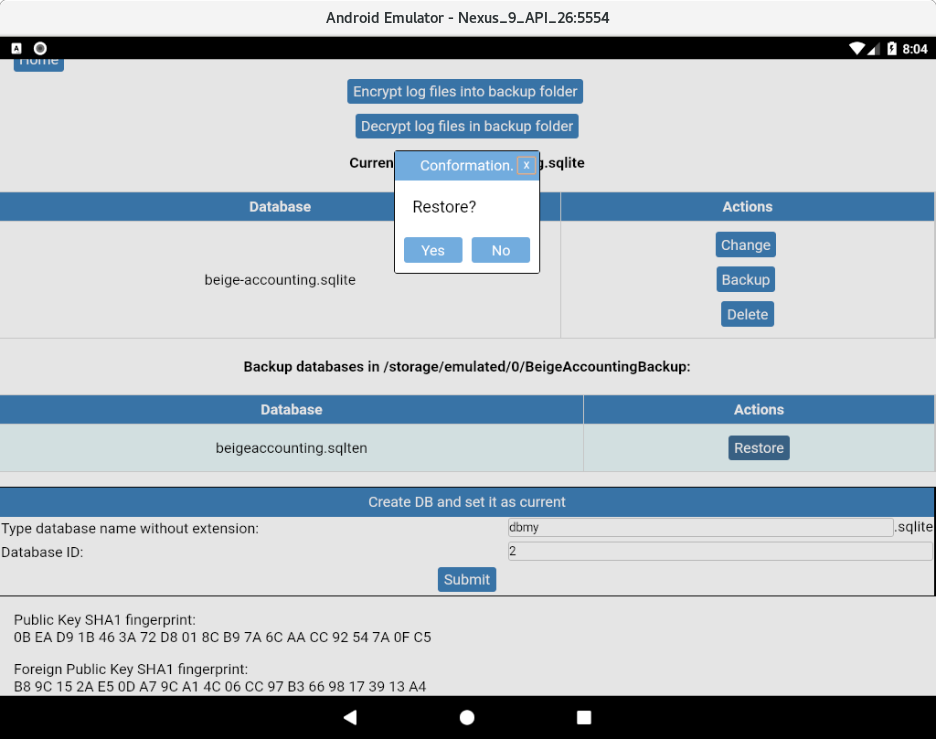 Android Emulator - Nexus_9_API_26:5554
A
8:04
Home
Encrypt log files into backup folder
Decrypt log files in backup folder
Curren
g.sqlite
Conformation. x
Restore?
Yes No
Database Actions
beige-accounting.sqlite
Change
Backup
Delete
Backup databases in /storage/emulated/0/BeigeAccountingBackup:
Database Actions
beigeaccounting.sqlten Restore
Create DB and set it as current
Type database name without extension: dbmy .sqlite
Database ID: 2
Submit
Public Key SHA1 fingerprint:
0B EA D9 1B 46 3A 72 D8 01 8C B9 7A 6C AA CC 92 54 7A 0F C5
Foreign Public Key SHA1 fingerprint:
B8 9C 15 2A E5 0D A7 9C A1 4C 06 CC 97 B3 66 98 17 39 13 A4